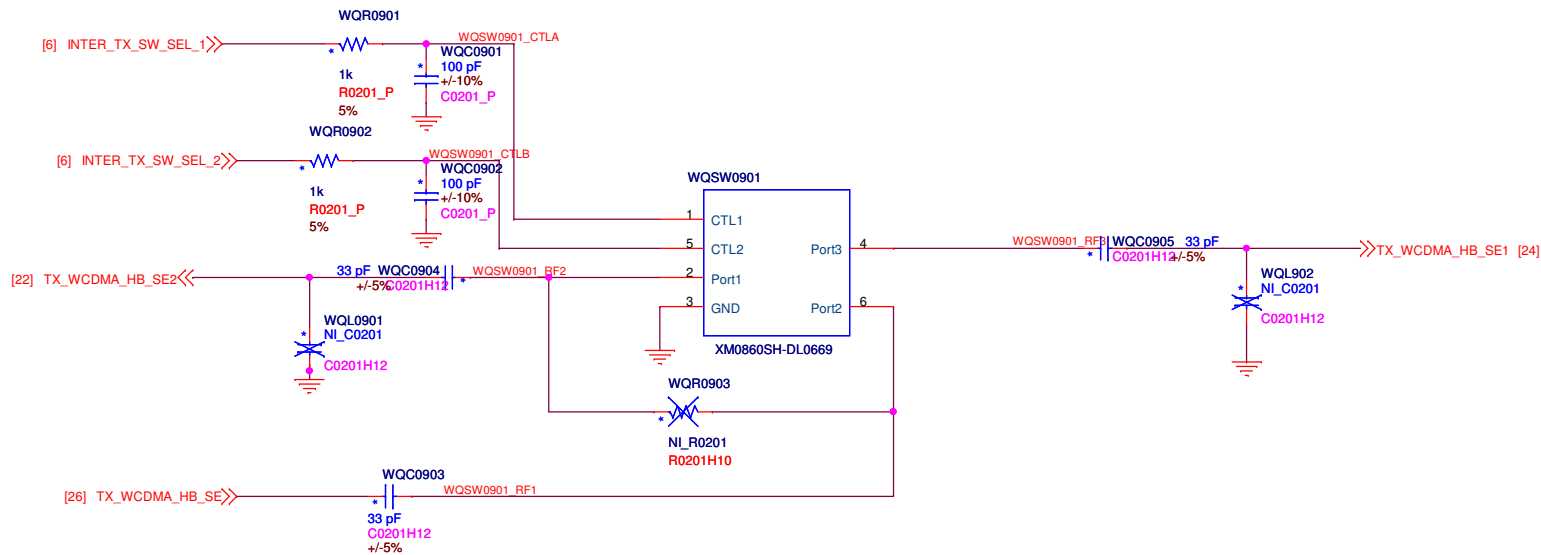 WQR0901
[6] INTER_TX_SW_SEL_1
WQSW0901_CTLA
*
1k
R0201_P
5%
WQC0901
* 100 pF
+/-10%
C0201_P
WQR0902
[6] INTER_TX_SW_SEL_2
WQSW0901_CTLB
*
1k
R0201_P
5%
WQC0902
* 100 pF
+/-10%
C0201_P
WQSW0901
1 CTL1
5 CTL2
2 Port1
3 GND
Port3 4
Port2 6
XM0860SH-DL0669
[22] TX_WCDMA_HB_SE2
33 pF WQC0904
+/-5% C0201H12 *
WQSW0901_RF2
WQL0901
* NI_C0201
C0201H12
WQSW0901_RF3
WQC0905 33 pF
* C0201H12 +/-5%
TX_WCDMA_HB_SE1 [24]
WQL902
* NI_C0201
C0201H12
WQR0903
*
NI_R0201
R0201H10
WQC0903
[26] TX_WCDMA_HB_SE
* WQSW0901_RF1
33 pF
C0201H12
+/-5%